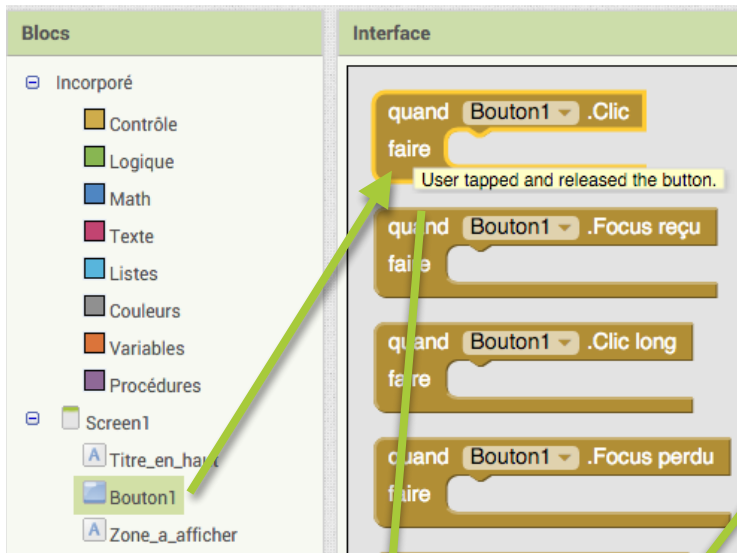 Blocs
Interface
Incorporé
Contrôle
Logique
Math
Texte
Listes
Couleurs
Variables
Procédures
Screen1
A Titre_en_haut
Bouton1
A Zone_a_afficher
quand Bouton1 .Clic
faire
User tapped and released the button.
quand Bouton1 .Focus reçu
faire
quand Bouton1 .Clic long
faire
quand Bouton1 .Focus perdu
faire